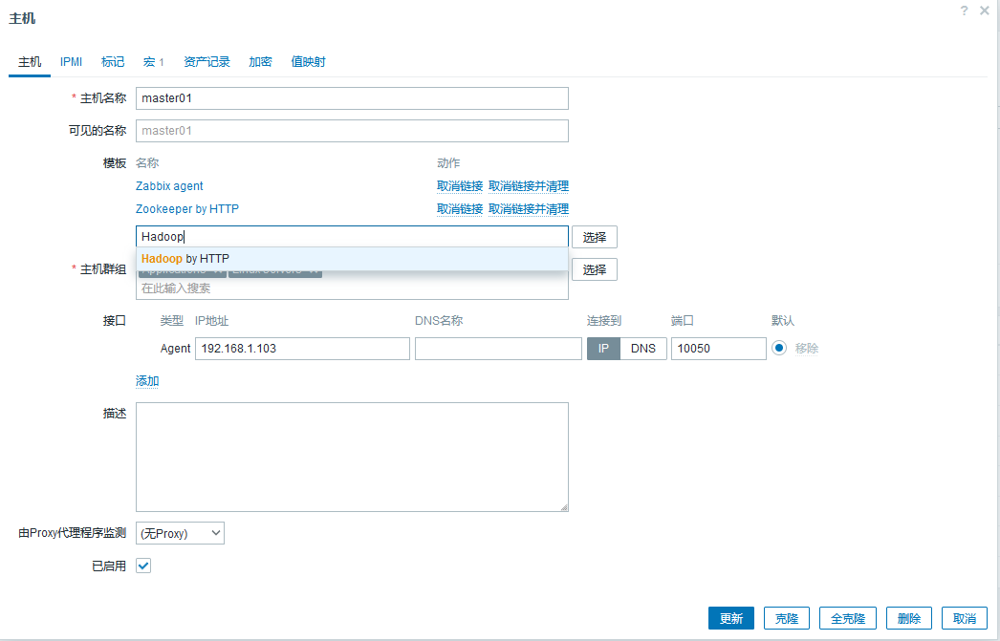 主机
? ×
主机 IPMI 标记 宏 1 资产记录 加密 值映射
* 主机名称 master01
可见的名称 master01
模板 名称 动作
Zabbix agent 取消链接 取消链接并清理
Zookeeper by HTTP 取消链接 取消链接并清理
Hadoop 选择
Hadoop by HTTP
* 主机群组 选择
在此输入搜索
接口 类型 IP地址 DNS名称 连接到 端口 默认
Agent 192.168.1.103 IP DNS 10050 移除
添加
描述
由Proxy代理程序监测 (无Proxy)
已启用
更新 克隆 全克隆 删除 取消